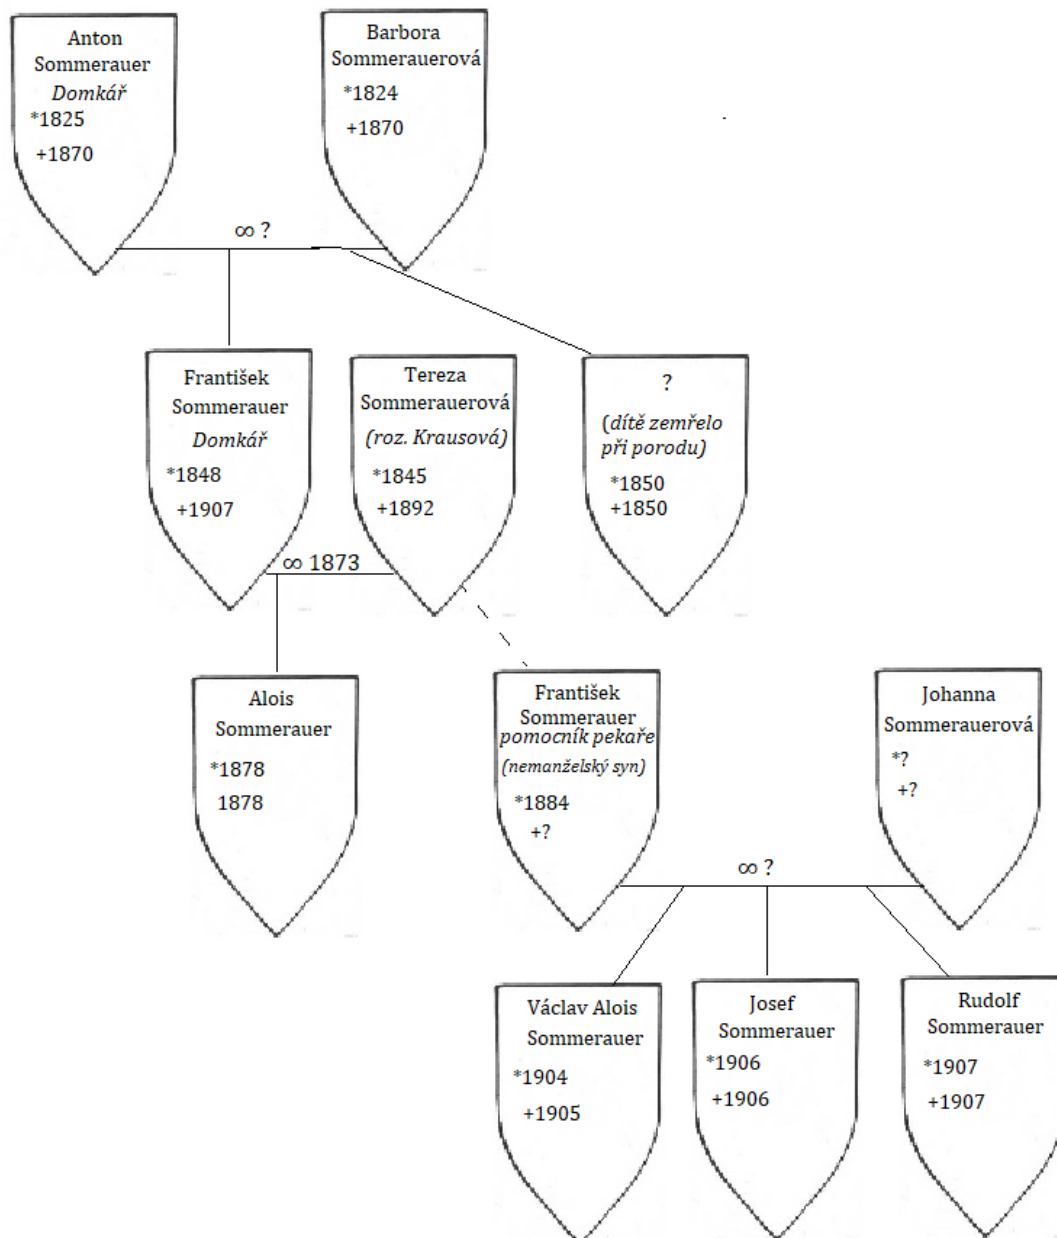 Anton
Sommerauer
Domkář
*1825
+1870
Barbora
Sommerauerová
*1824
+1870
∞ ?
František
Sommerauer
Domkář
*1848
+1907
Tereza
Sommerauerová
(roz. Krausová)
*1845
+1892
?
(dítě zemřelo
při porodu)
*1850
+1850
∞ 1873
Alois
Sommerauer
*1878
1878
František
Sommerauer
pomocník pekaře
(nemanželský syn)
*1884
+?
Johanna
Sommerauerová
*?
+?
∞ ?
Václav Alois
Sommerauer
*1904
+1905
Josef
Sommerauer
*1906
+1906
Rudolf
Sommerauer
*1907
+1907